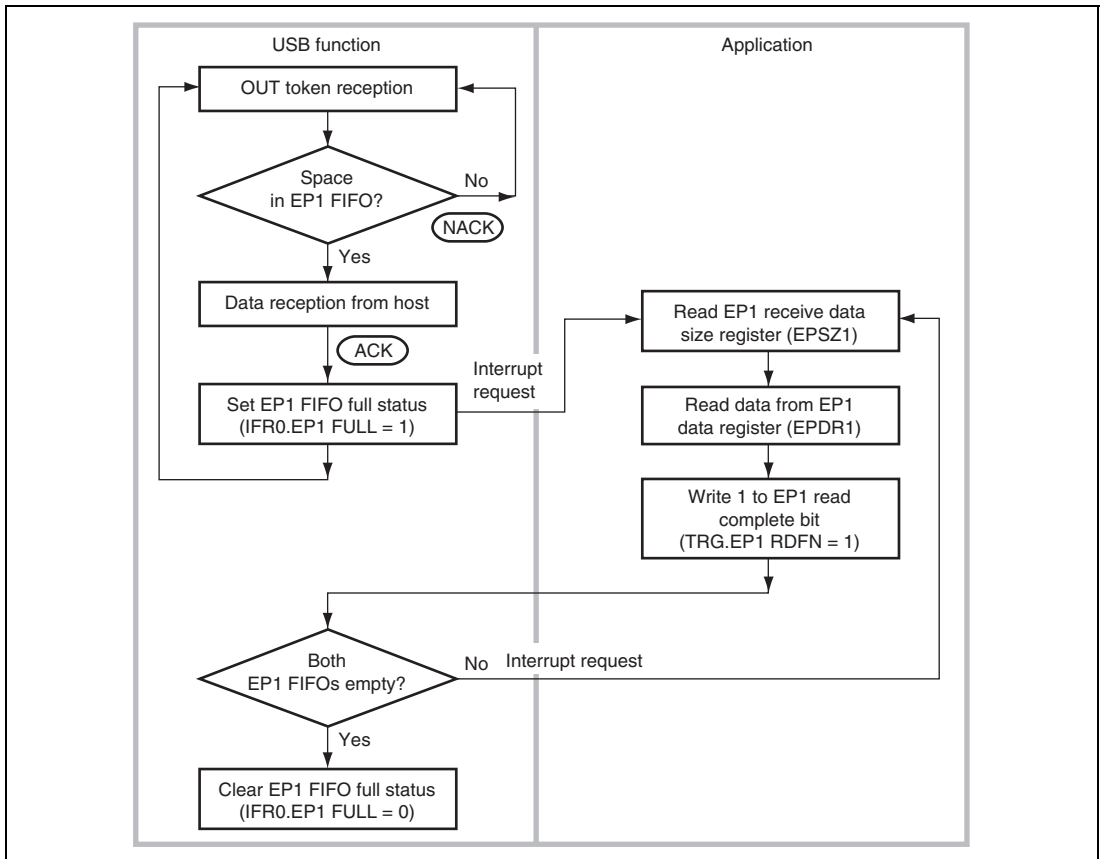 USB function
Application
OUT token reception
Space
in EP1 FIFO?
No
NACK
Yes
Data reception from host
ACK
Set EP1 FIFO full status
(IFR0.EP1 FULL = 1)
Interrupt
request
Read EP1 receive data
size register (EPSZ1)
Read data from EP1
data register (EPDR1)
Write 1 to EP1 read
complete bit
(TRG.EP1 RDFN = 1)
Both
EP1 FIFOs empty?
No Interrupt request
Yes
Clear EP1 FIFO full status
(IFR0.EP1 FULL = 0)